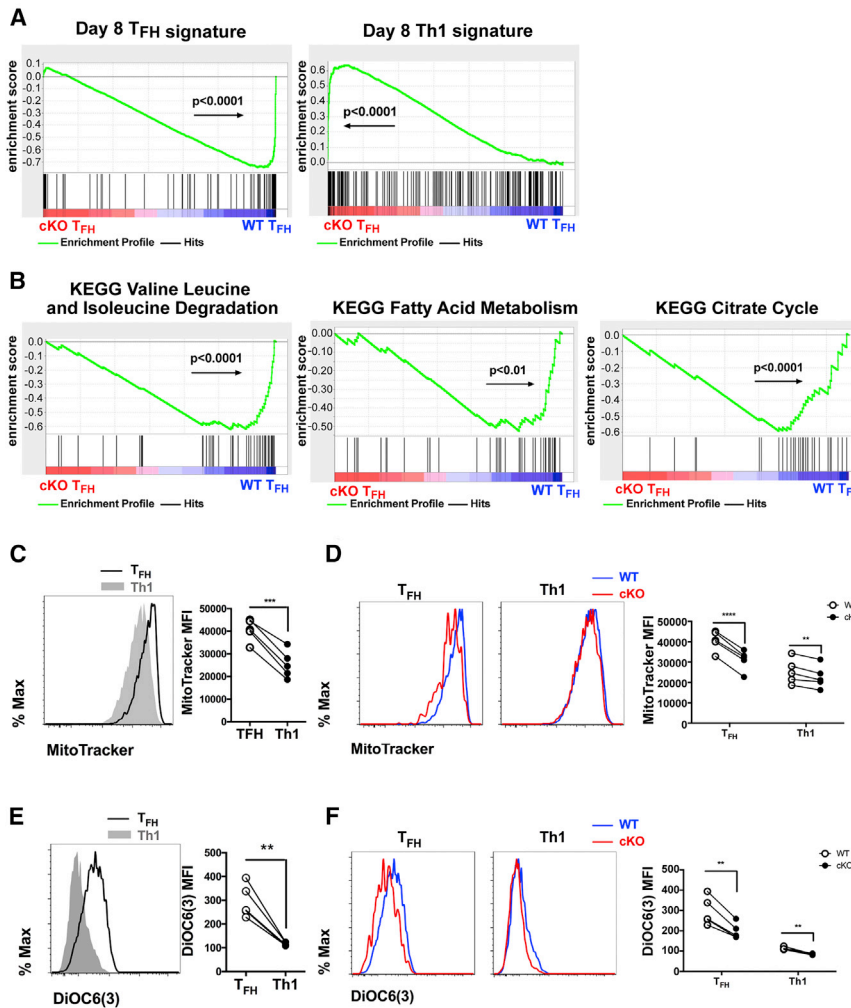 A
Day 8 TFH signature
Day 8 Th1 signature
enrichment score
0.1
0.0
-0.1
-0.2
-0.3
-0.4
-0.5
-0.6
-0.7
p<0.0001
cKO TFH
WT TFH
Enrichment Profile
Hits
enrichment score
0.6
0.5
0.4
0.3
0.2
0.1
0.0
p<0.0001
cKO TFH
WT TFH
Enrichment Profile
Hits
B
KEGG Valine Leucine
and Isoleucine Degradation
KEGG Fatty Acid Metabolism
KEGG Citrate Cycle
enrichment score
0.0
-0.1
-0.2
-0.3
-0.4
-0.5
-0.6
p<0.0001
cKO TFH
WT TFH
Enrichment Profile
Hits
enrichment score
0.00
-0.10
-0.20
-0.30
-0.40
-0.50
p<0.01
cKO TFH
WT TFH
Enrichment Profile
Hits
enrichment score
0.0
-0.1
-0.2
-0.3
-0.4
-0.5
-0.6
p<0.0001
cKO TFH
WT TF
Enrichment Profile
Hits
C
TFH
Th1
% Max
MitoTracker
MitoTracker MFI
50000
40000
30000
20000
10000
0
***
TFH Th1
D
WT
cKO
TFH
Th1
% Max
MitoTracker
MitoTracker MFI
50000
40000
30000
20000
10000
0
****
**
W
cK
TFH
Th1
E
TFH
Th1
% Max
DiOC6(3)
DiOC6(3) MFI
500
400
300
200
100
0
**
TFH Th1
F
WT
cKO
TFH
Th1
% Max
DiOC6(3)
DiOC6(3) MFI
500
400
300
200
100
0
**
**
WT
cKO
TFH
Th1